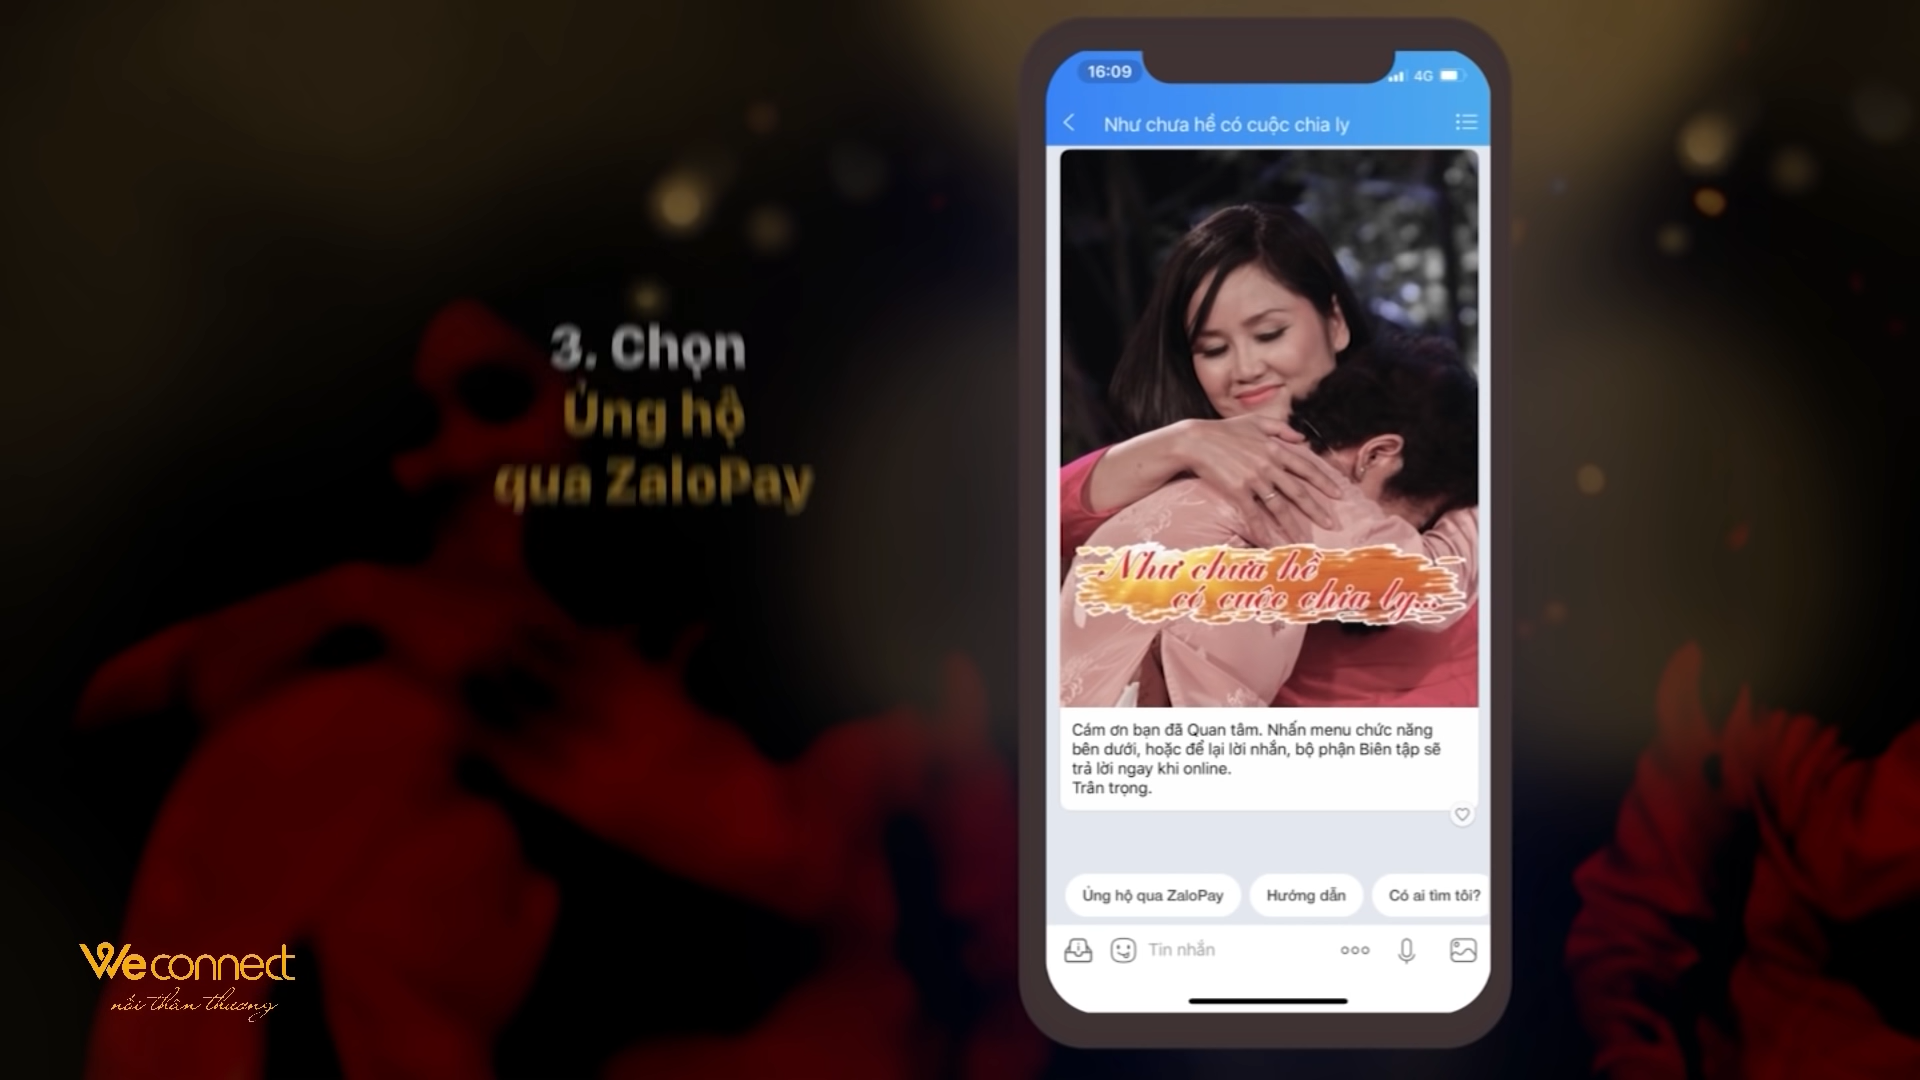 3. Chọn
Ủng hộ
qua ZaloPay
16:09
4G
Như chưa hề có cuộc chia ly
Như chưa hề
có cuộc chia ly...
Cám ơn bạn đã Quan tâm. Nhấn menu chức năng
bên dưới, hoặc để lại lời nhắn, bộ phận Biên tập sẽ
trả lời ngay khi online.
Trân trọng.
Ủng hộ qua ZaloPay
Hướng dẫn
Có ai tìm tôi?
Tin nhắn
Weconnect
nối thân thương